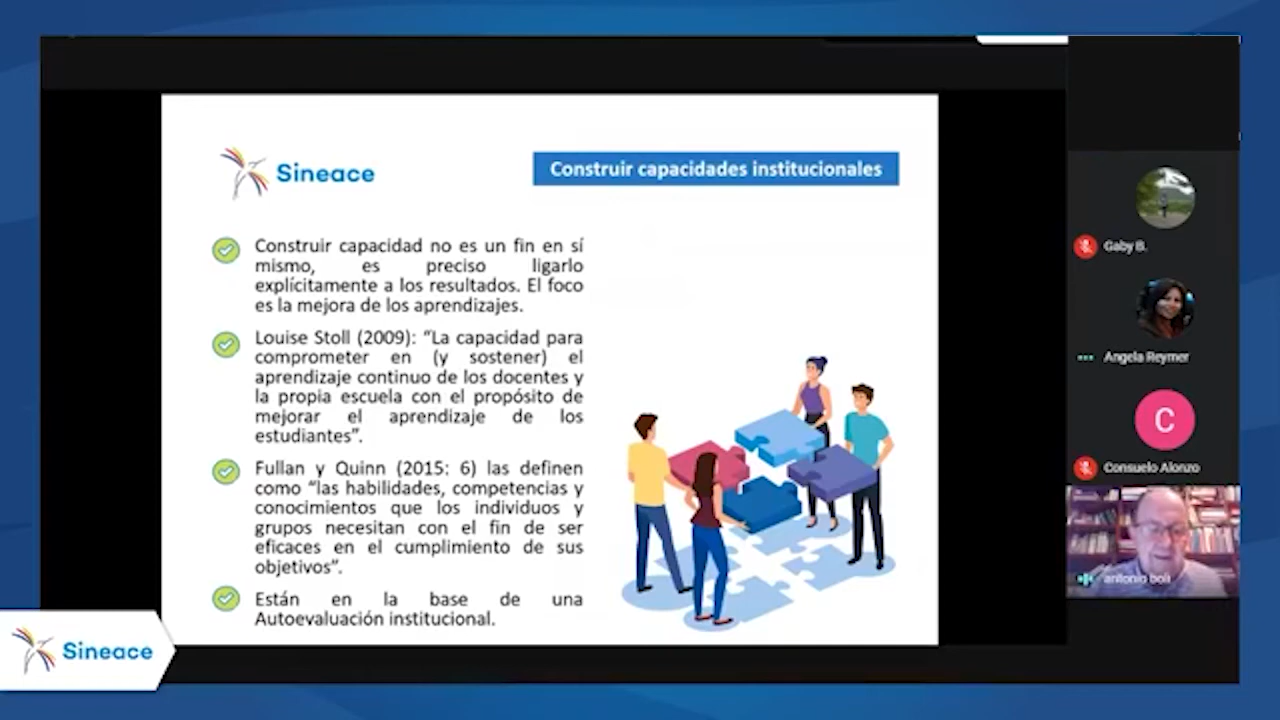 Sineace
Construir capacidades institucionales
Construir capacidad no es un fin en sí
mismo, es preciso ligarlo
explícitamente a los resultados. El foco
es la mejora de los aprendizajes.
Louise Stoll (2009): “La capacidad para
comprometer en (y sostener) el
aprendizaje continuo de los docentes y
la propia escuela con el propósito de
mejorar el aprendizaje de los
estudiantes”.
Fullan y Quinn (2015: 6) las definen
como “las habilidades, competencias y
conocimientos que los individuos y
grupos necesitan con el fin de ser
eficaces en el cumplimiento de sus
objetivos”.
Están en la base de una
Autoevaluación institucional.
Gaby B.
Angela Reymer
C
Consuelo Alonzo
antonio boli
Sineace